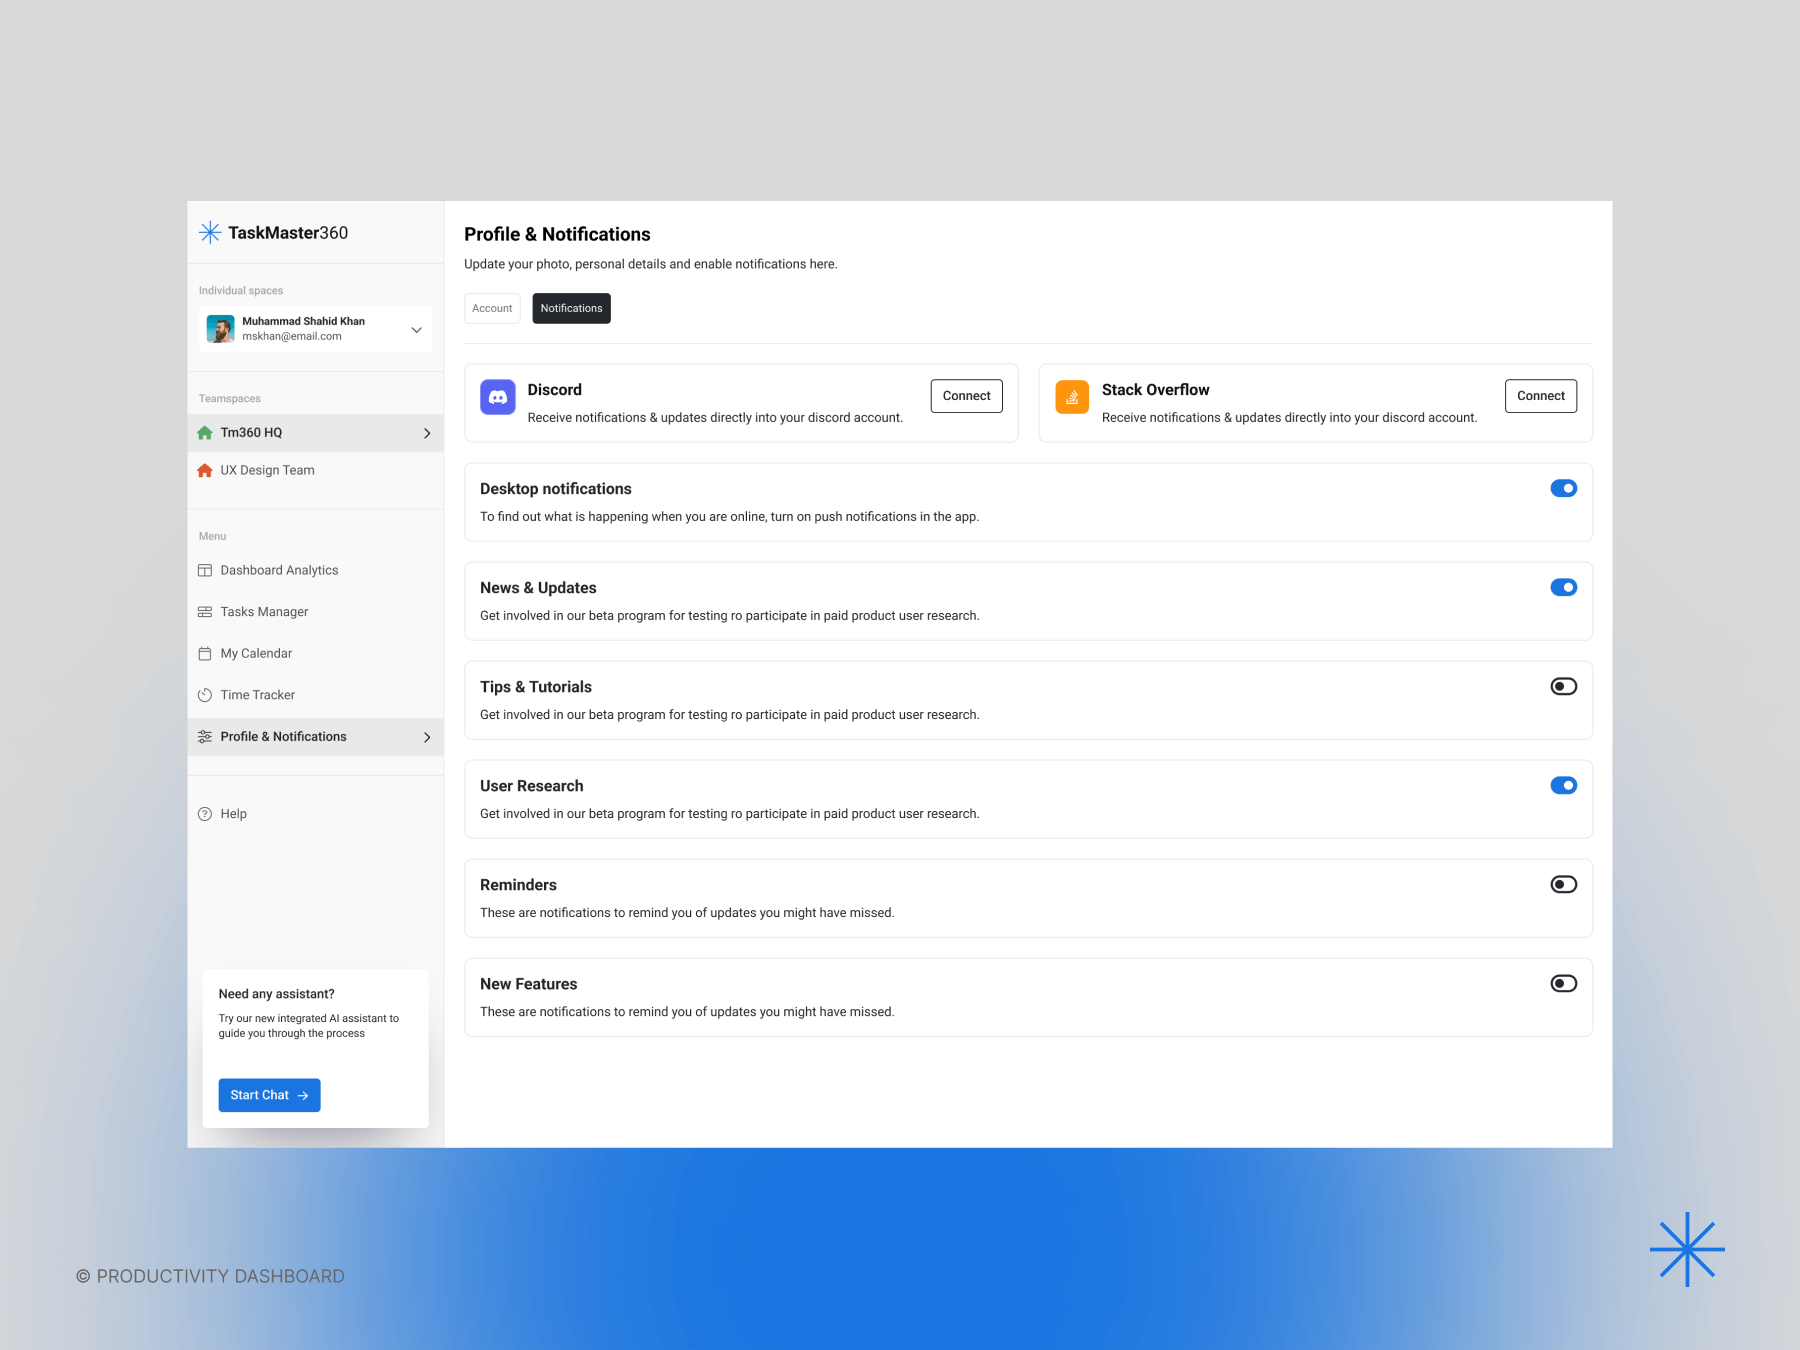 TaskMaster360
Individual spaces
Muhammad Shahid Khan
mskhan@email.com
Teamspaces
Tm360 HQ
UX Design Team
Menu
Dashboard Analytics
Tasks Manager
My Calendar
Time Tracker
Profile & Notifications
Help
Need any assistant?
Try our new integrated AI assistant to
guide you through the process
Start Chat
Profile & Notifications
Update your photo, personal details and enable notifications here.
Account
Notifications
Discord
Receive notifications & updates directly into your discord account.
Connect
Stack Overflow
Receive notifications & updates directly into your discord account.
Connect
Desktop notifications
To find out what is happening when you are online, turn on push notifications in the app.
News & Updates
Get involved in our beta program for testing ro participate in paid product user research.
Tips & Tutorials
Get involved in our beta program for testing ro participate in paid product user research.
User Research
Get involved in our beta program for testing ro participate in paid product user research.
Reminders
These are notifications to remind you of updates you might have missed.
New Features
These are notifications to remind you of updates you might have missed.
© PRODUCTIVITY DASHBOARD